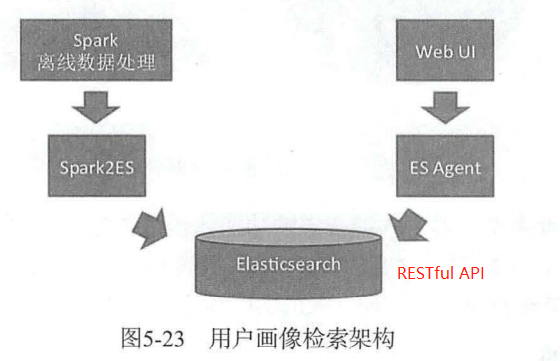 Spark
离线数据处理
Web UI
Spark2ES
ES Agent
Elasticsearch
RESTful API
图5-23 用户画像检索架构